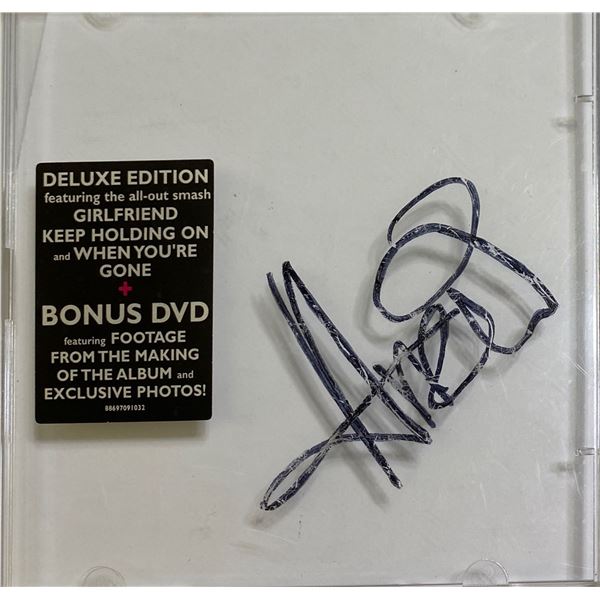 DELUXE EDITION
featuring the all-out smash
GIRLFRIEND
KEEP HOLDING ON
and WHEN YOU'RE
GONE
+
BONUS DVD
featuring FOOTAGE
FROM THE MAKING
OF THE ALBUM and
EXCLUSIVE PHOTOS!
88697091032